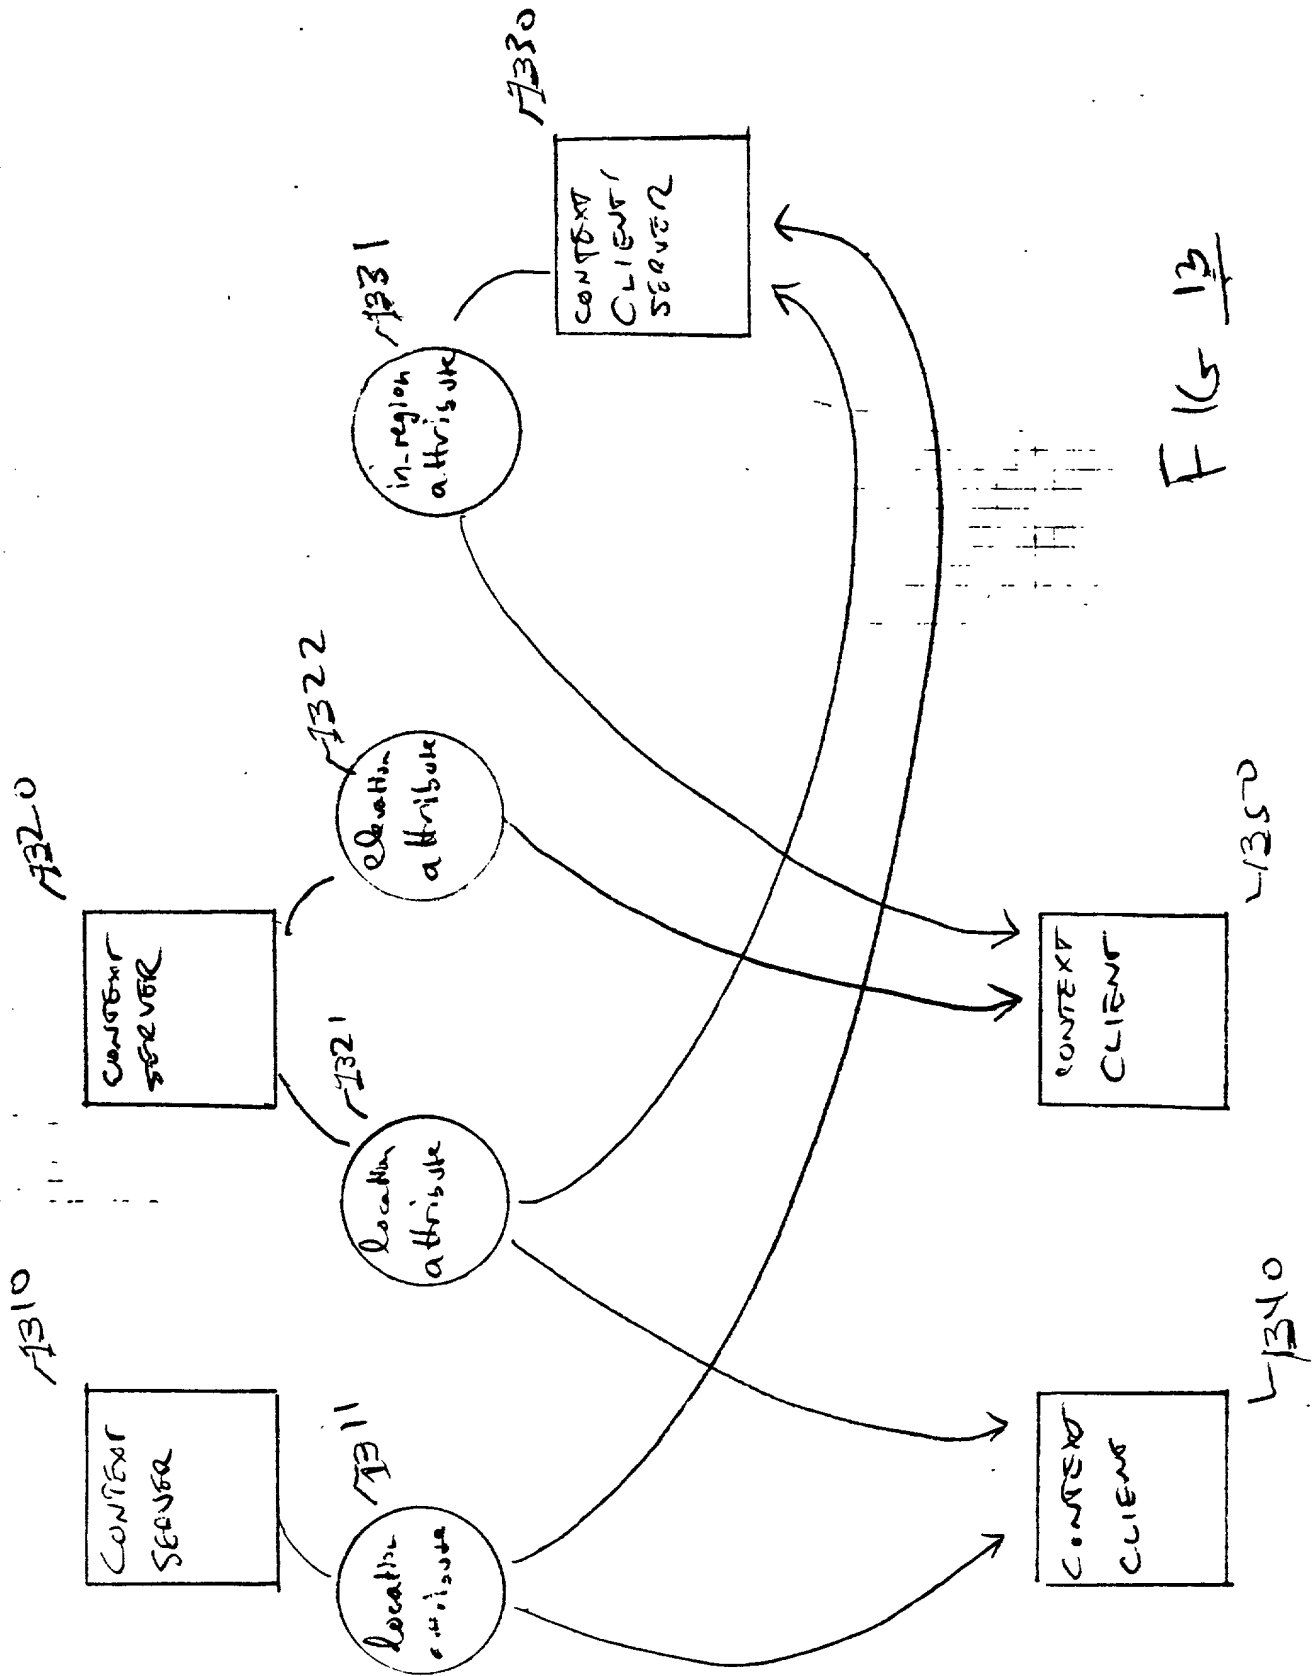 1310
CONTEXT
SERVER
1311
location
attribute
1320
CONTEXT
SERVER
1321
location
attribute
1322
elevation
attribute
1331
in-region
attribute
1330
CONTEXT
CLIENT/
SERVER
CONTEXT
CLIENT
1340
CONTEXT
CLIENT
1350
FIG 13